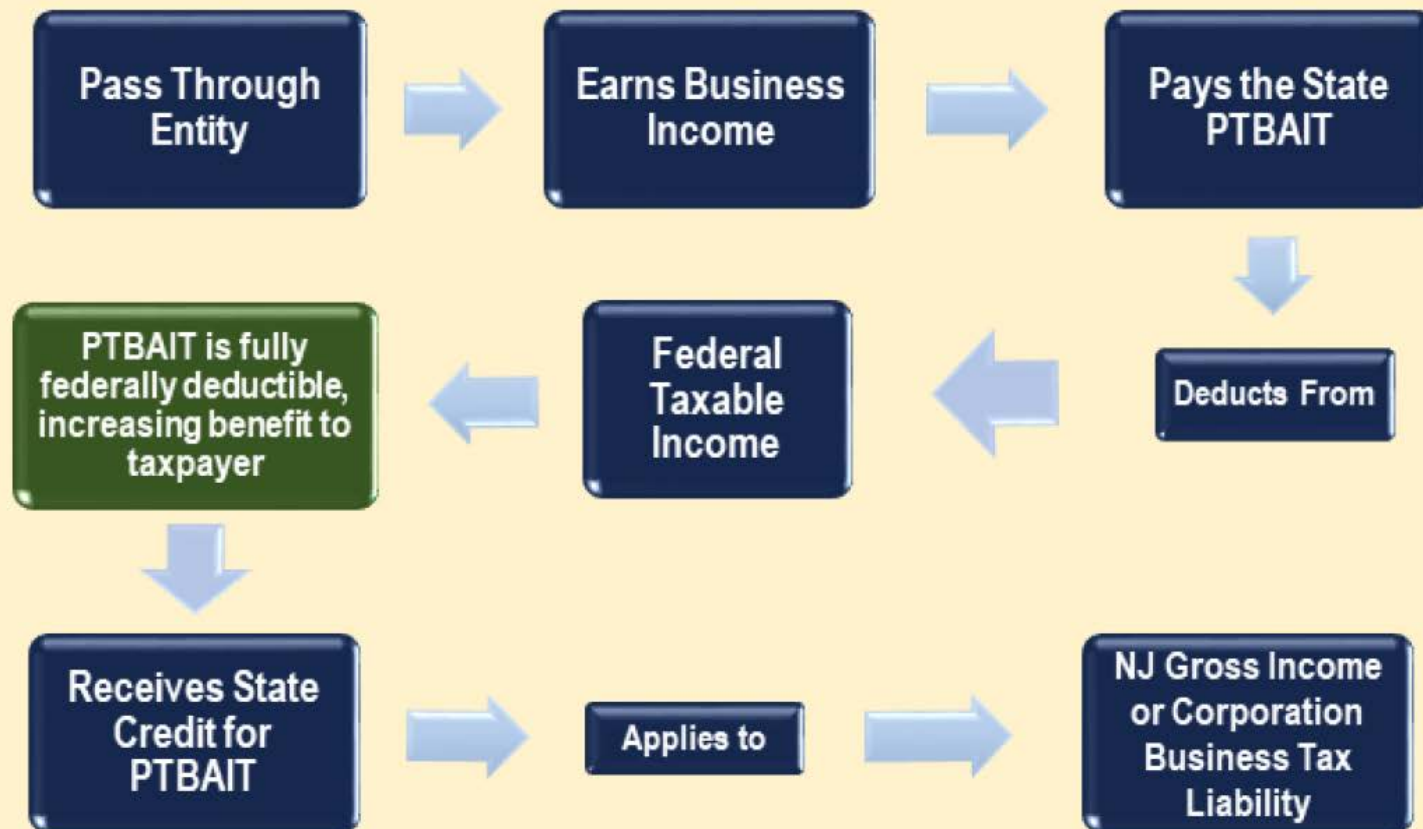 Pass Through
Entity
Earns Business
Income
Pays the State
PTBAIT
Deducts From
Federal
Taxable
Income
PTBAIT is fully
federally deductible,
increasing benefit to
taxpayer
Receives State
Credit for
PTBAIT
Applies to
NJ Gross Income
or Corporation
Business Tax
Liability